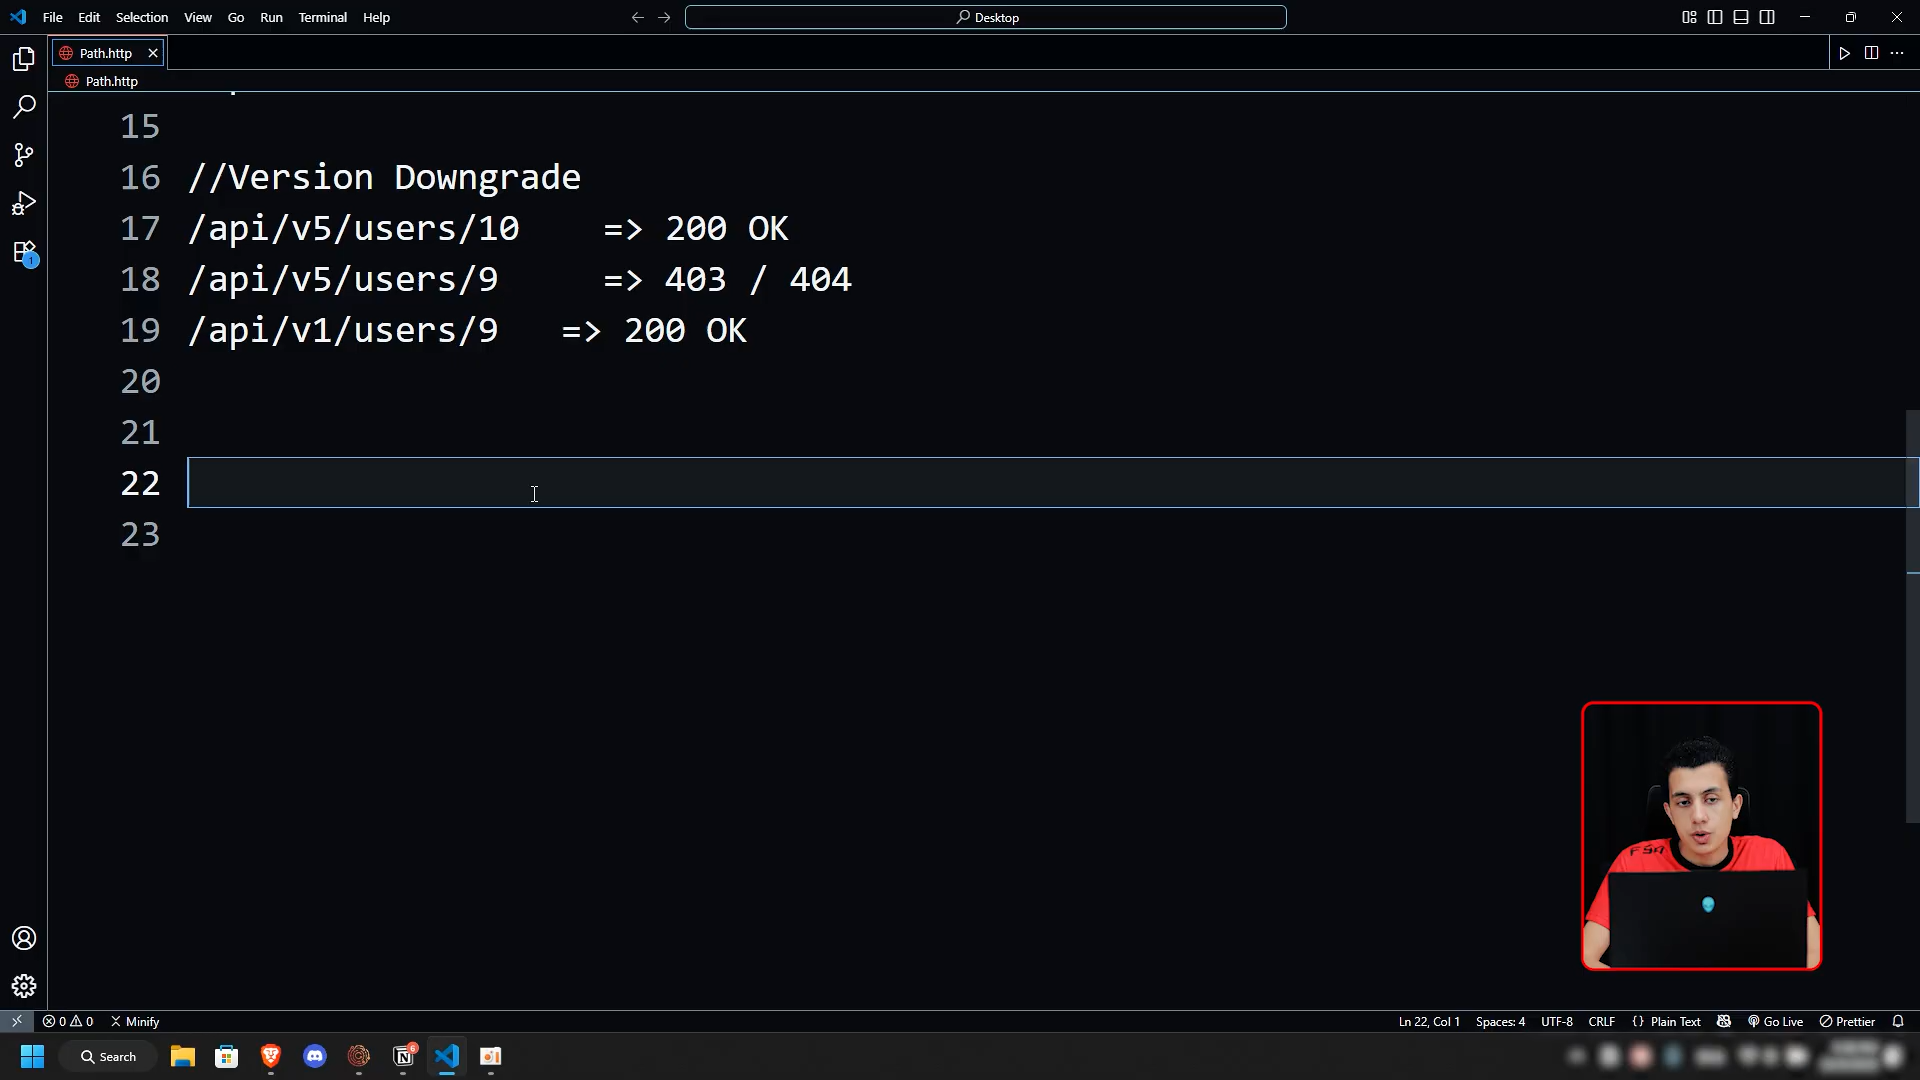 File Edit Selection View Go Run Terminal Help
Desktop
Path.http
Path.http
15
16 //Version Downgrade
17 /api/v5/users/10 => 200 OK
18 /api/v5/users/9 => 403 / 404
19 /api/v1/users/9 => 200 OK
20
21
22
23
1
FSA
0 0 Minify
Ln 22, Col 1 Spaces: 4 UTF-8 CRLF {} Plain Text Go Live Prettier
Search
6